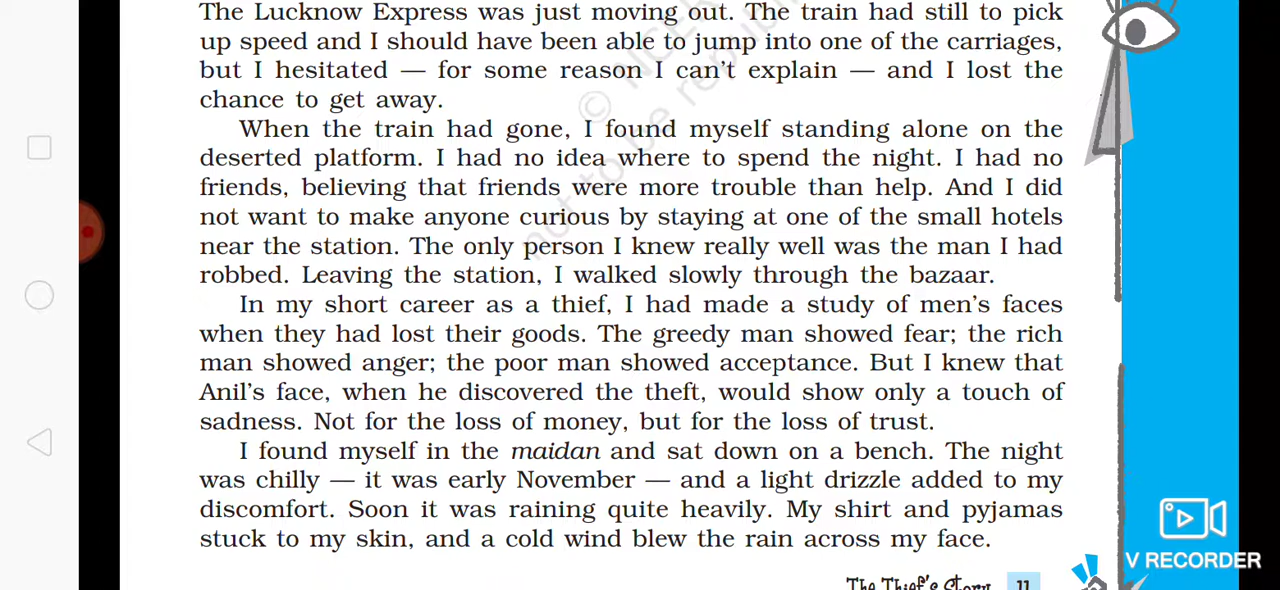 The Lucknow Express was just moving out. The train had still to pick
up speed and I should have been able to jump into one of the carriages,
but I hesitated — for some reason I can't explain — and I lost the
chance to get away.
When the train had gone, I found myself standing alone on the
deserted platform. I had no idea where to spend the night. I had no
friends, believing that friends were more trouble than help. And I did
not want to make anyone curious by staying at one of the small hotels
near the station. The only person I knew really well was the man I had
robbed. Leaving the station, I walked slowly through the bazaar.
In my short career as a thief, I had made a study of men's faces
when they had lost their goods. The greedy man showed fear; the rich
man showed anger; the poor man showed acceptance. But I knew that
Anil's face, when he discovered the theft, would show only a touch of
sadness. Not for the loss of money, but for the loss of trust.
I found myself in the maidan and sat down on a bench. The night
was chilly — it was early November — and a light drizzle added to my
discomfort. Soon it was raining quite heavily. My shirt and pyjamas
stuck to my skin, and a cold wind blew the rain across my face.
The Thief's Story 11
V RECORDER
© NCER
not to be republi